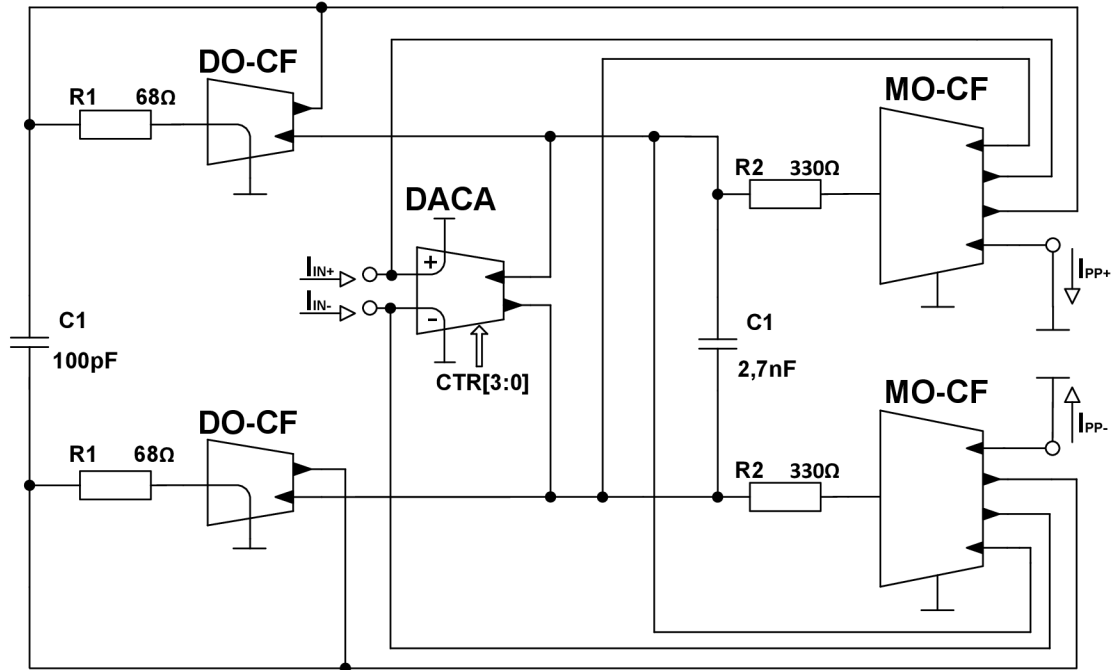 DO-CF
R1 68Ω
MO-CF
R2 330Ω
DACA
IIN+
+
IPP+
IIN-
-
C1
100pF
C1
2,7nF
CTR[3:0]
MO-CF
DO-CF
IPP-
R1 68Ω
R2 330Ω